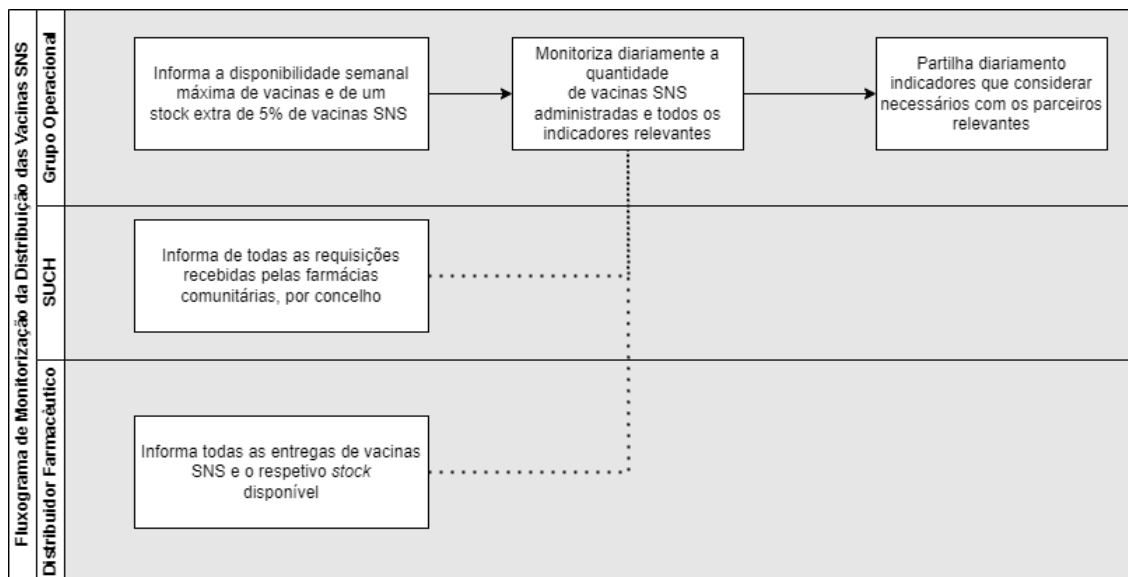 Fluxograma de Monitorização da Distribuição das Vacinas SNS
Grupo Operacional
Informa a disponibilidade semanal
máxima de vacinas e de um
stock extra de 5% de vacinas SNS
Monitoriza diariamente a
quantidade
de vacinas SNS
administradas e todos os
indicadores relevantes
Partilha diariamento
indicadores que considerar
necessários com os parceiros
relevantes
SUCH
Informa de todas as requisições
recebidas pelas farmácias
comunitárias, por concelho
Distribuidor Farmacêutico
Informa todas as entregas de vacinas
SNS e o respetivo stock
disponível